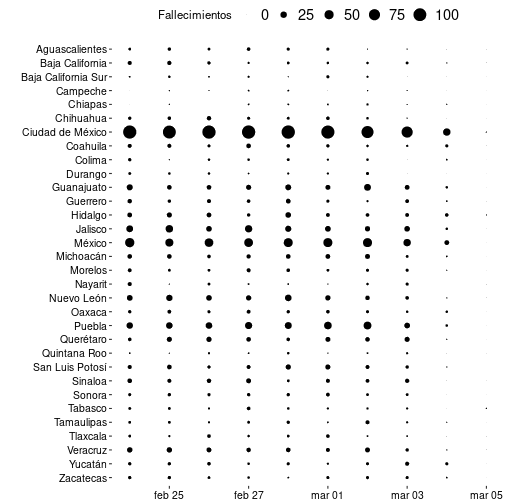 Fallecimientos 0 25 50 75 100
Aguascalientes
Baja California
Baja California Sur
Campeche
Chiapas
Chihuahua
Ciudad de México
Coahuila
Colima
Durango
Guanajuato
Guerrero
Hidalgo
Jalisco
México
Michoacán
Morelos
Nayarit
Nuevo León
Oaxaca
Puebla
Querétaro
Quintana Roo
San Luis Potosí
Sinaloa
Sonora
Tabasco
Tamaulipas
Tlaxcala
Veracruz
Yucatán
Zacatecas
feb 25 feb 27 mar 01 mar 03 mar 05